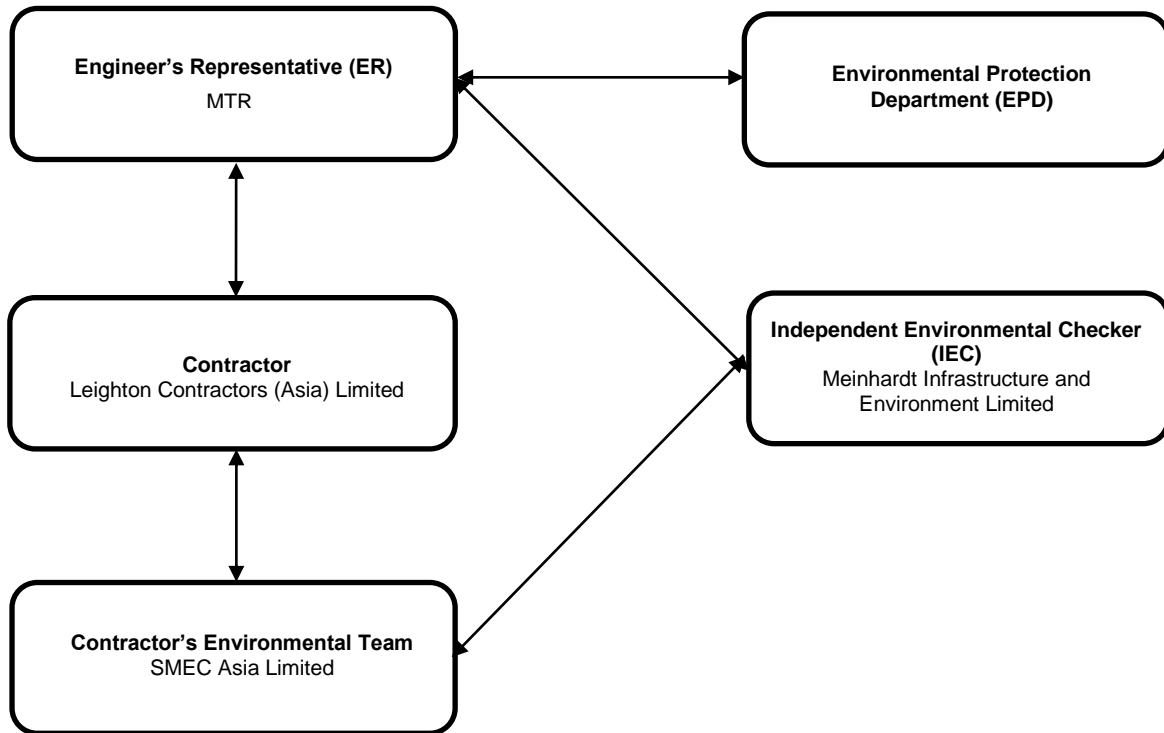 Engineer’s Representative (ER)
MTR
Environmental Protection
Department (EPD)
Contractor
Leighton Contractors (Asia) Limited
Independent Environmental Checker
(IEC)
Meinhardt Infrastructure and
Environment Limited
Contractor’s Environmental Team
SMEC Asia Limited